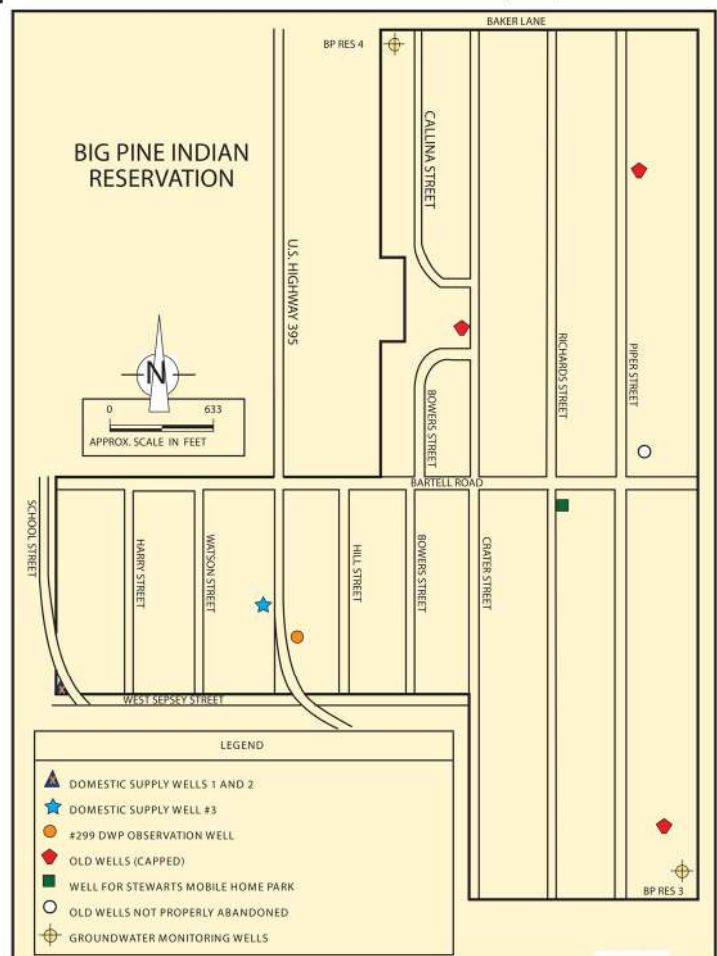 BAKER LANE
BP RES 4
CALLINA STREET
BIG PINE INDIAN
RESERVATION
U.S. HIGHWAY 395
N
0 633
APPROX. SCALE IN FEET
RICHARDS STREET
PIPER STREET
BOWERS STREET
BARTELL ROAD
SCHOOL STREET
HARRY STREET
WATSON STREET
HILL STREET
BOWERS STREET
CRATER STREET
WEST SEPSEY STREET
BP RES 3
LEGEND
DOMESTIC SUPPLY WELLS 1 AND 2
DOMESTIC SUPPLY WELL #3
#299 DWP OBSERVATION WELL
OLD WELLS (CAPPED)
WELL FOR STEWARTS MOBILE HOME PARK
OLD WELLS NOT PROPERLY ABANDONED
GROUNDWATER MONITORING WELLS